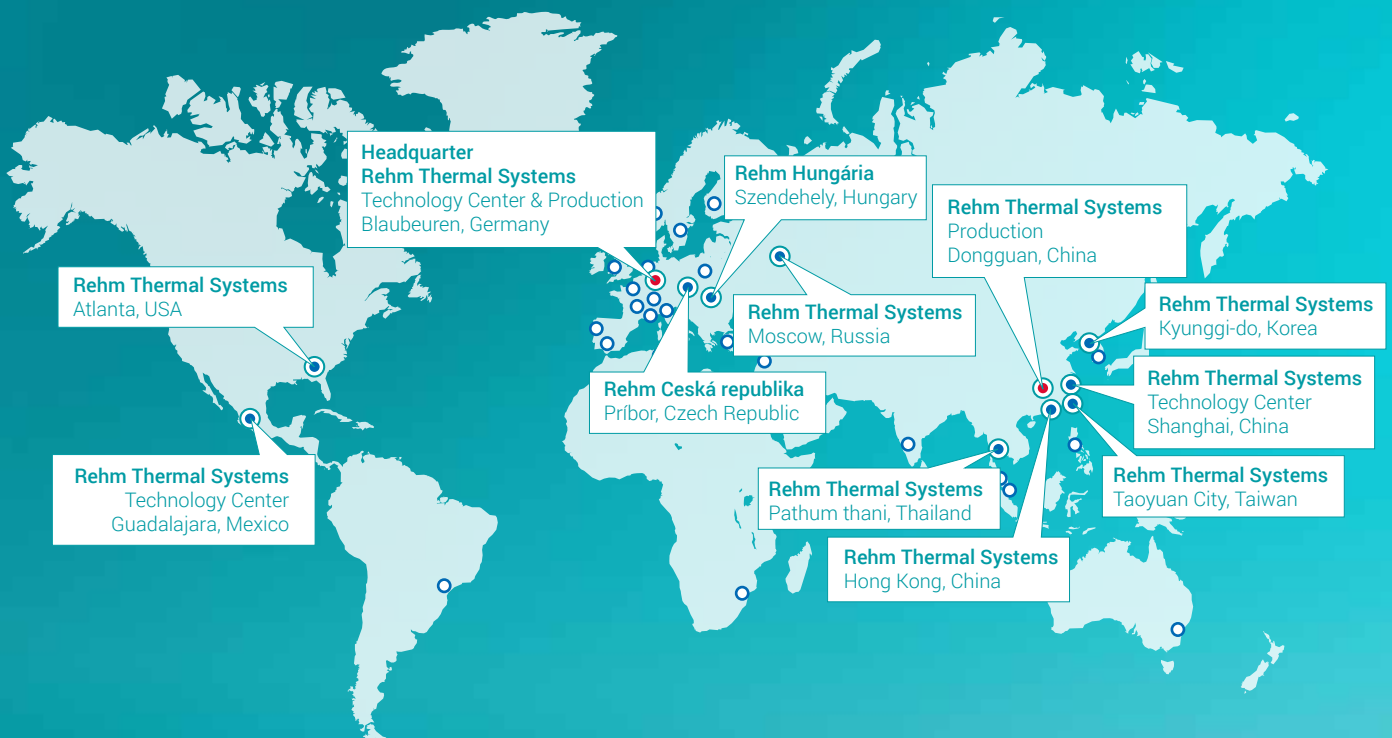 Headquarter
Rehm Thermal Systems
Technology Center & Production
Blaubeuren, Germany
Rehm Hungária
Szendehely, Hungary
Rehm Thermal Systems
Production
Dongguan, China
Rehm Thermal Systems
Atlanta, USA
Rehm Thermal Systems
Moscow, Russia
Rehm Thermal Systems
Kyunggi-do, Korea
Rehm Ceská republika
Príbor, Czech Republic
Rehm Thermal Systems
Technology Center
Shanghai, China
Rehm Thermal Systems
Technology Center
Guadalajara, Mexico
Rehm Thermal Systems
Pathum thani, Thailand
Rehm Thermal Systems
Taoyuan City, Taiwan
Rehm Thermal Systems
Hong Kong, China